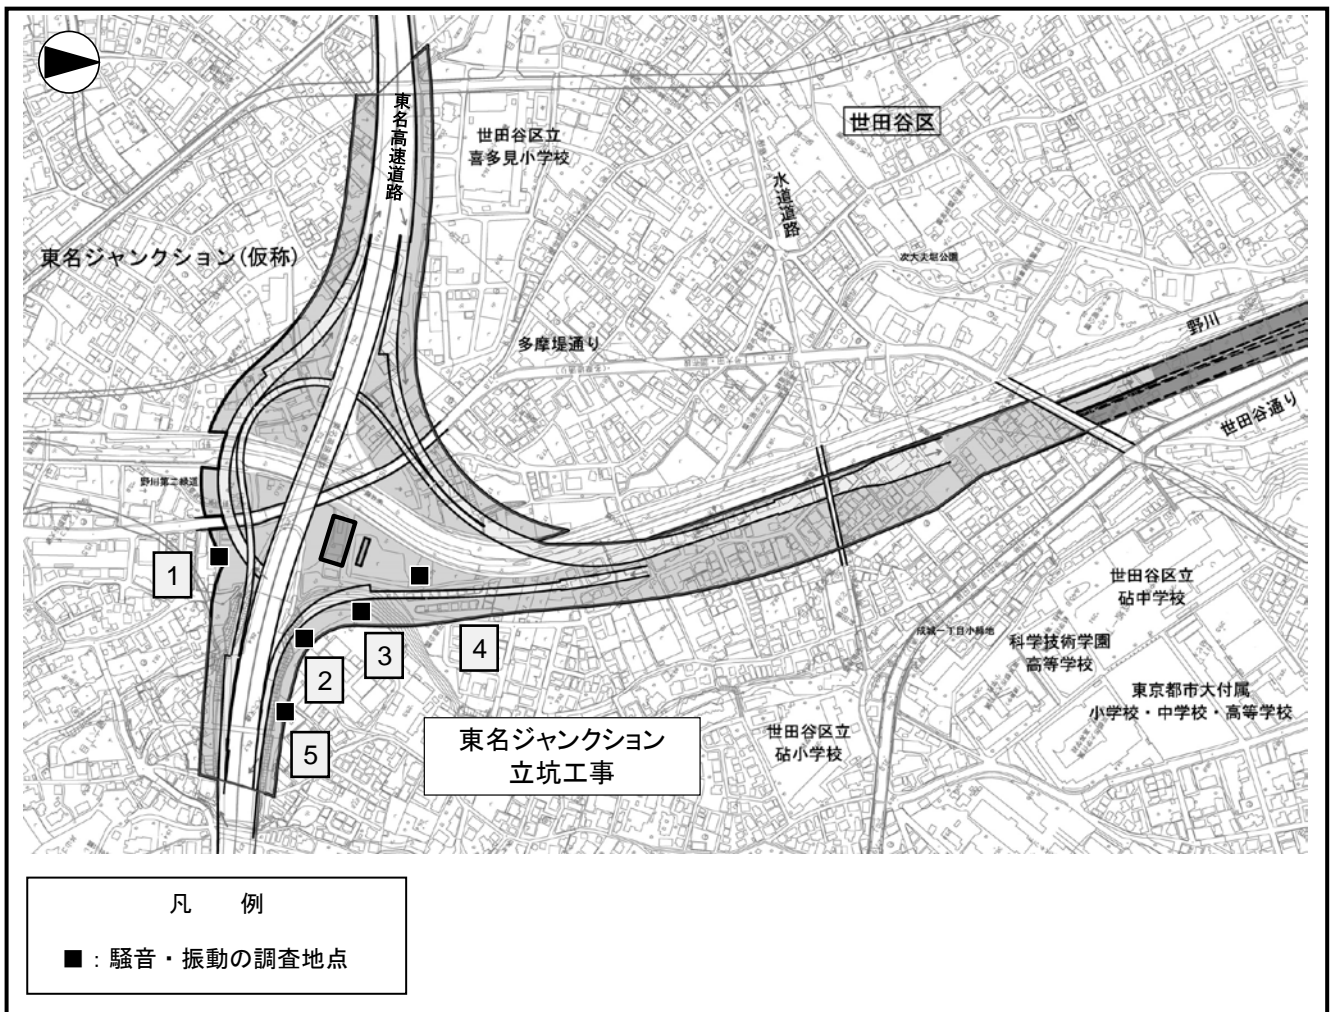 東名高速道路
世田谷区立
喜多見小学校
世田谷区
水道道路
東名ジャンクション(仮称)
次大夫堀公園
野川
多摩堤通り
世田谷通り
野川第二緑道
1
世田谷区立
砧中学校
成城一丁目小緑地
科学技術学園
高等学校
2
3
4
東京都市大付属
小学校・中学校・高等学校
5
東名ジャンクション
立坑工事
世田谷区立
砧小学校
凡 例
■：騒音・振動の調査地点